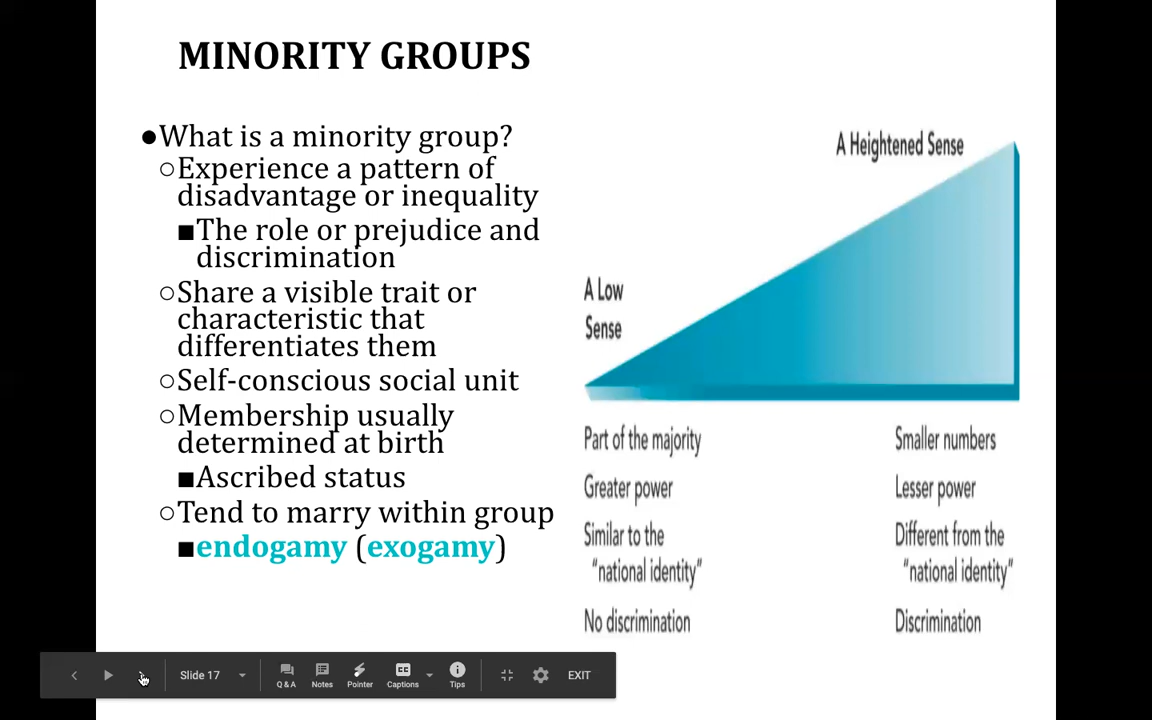 MINORITY GROUPS
●What is a minority group?
○Experience a pattern of
disadvantage or inequality
■The role or prejudice and
discrimination
○Share a visible trait or
characteristic that
differentiates them
○Self-conscious social unit
○Membership usually
determined at birth
■Ascribed status
○Tend to marry within group
■endogamy (exogamy)
A Heightened Sense
A Low
Sense
Part of the majority
Greater power
Similar to the
“national identity”
No discrimination
Smaller numbers
Lesser power
Different from the
“national identity”
Discrimination
Slide 17
Q & A
Notes
Pointer
CC
Captions
Tips
EXIT